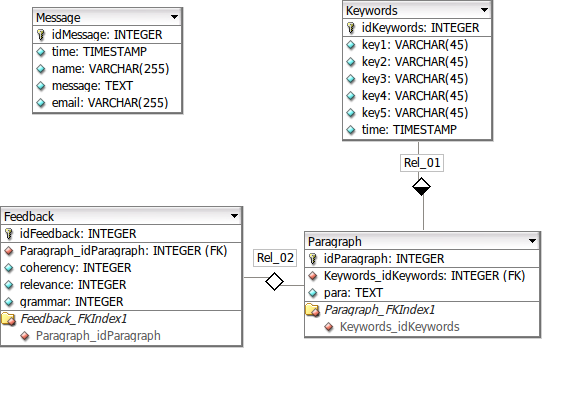 Message
idMessage: INTEGER
time: TIMESTAMP
name: VARCHAR(255)
message: TEXT
email: VARCHAR(255)
Keywords
idKeywords: INTEGER
key1: VARCHAR(45)
key2: VARCHAR(45)
key3: VARCHAR(45)
key4: VARCHAR(45)
key5: VARCHAR(45)
time: TIMESTAMP
Rel_01
Feedback
idFeedback: INTEGER
Paragraph_idParagraph: INTEGER (FK)
coherency: INTEGER
relevance: INTEGER
grammar: INTEGER
Feedback_FKIndex1
Paragraph_idParagraph
Rel_02
Paragraph
idParagraph: INTEGER
Keywords_idKeywords: INTEGER (FK)
para: TEXT
Paragraph_FKIndex1
Keywords_idKeywords